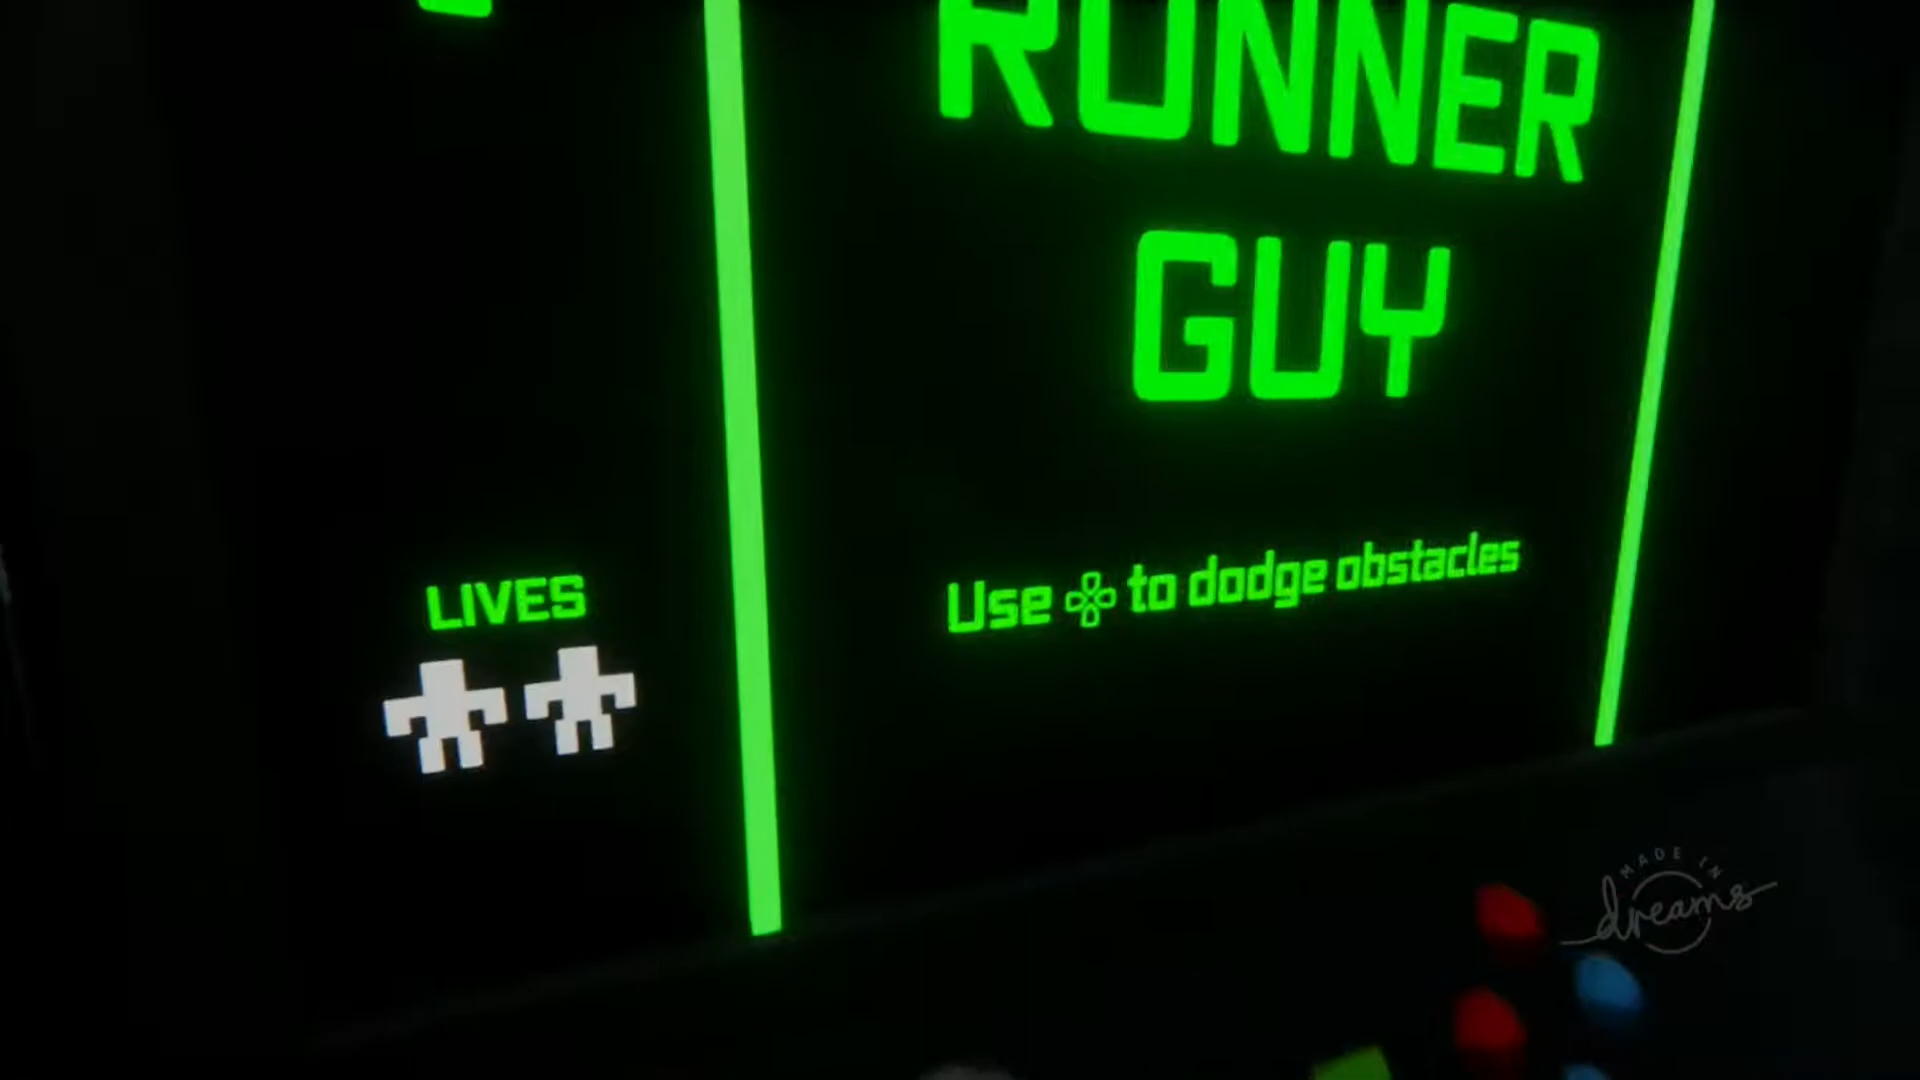 RUNNER
GUY
Use to dodge obstacles
LIVES
MADE IN
dreams